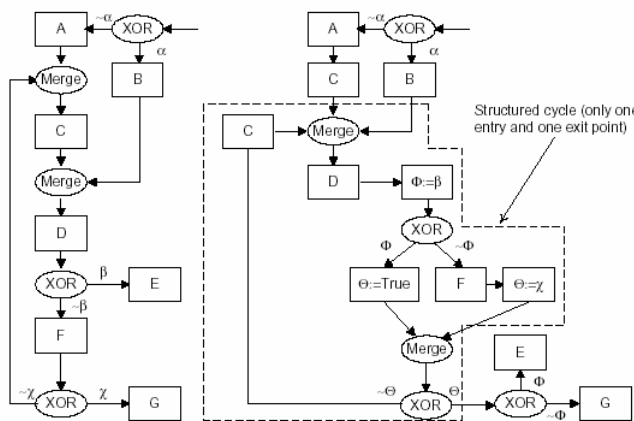 ~α
XOR
A
α
Merge
B
C
Merge
D
XOR
β
E
~β
F
~χ
XOR
χ
G
~α
XOR
A
α
C
B
Structured cycle (only one
entry and one exit point)
C
Merge
D
Φ:=β
XOR
Φ
~Φ
Θ:=True
F
Θ:=χ
Merge
E
~Θ
XOR
Θ
XOR
Φ
~Φ
G